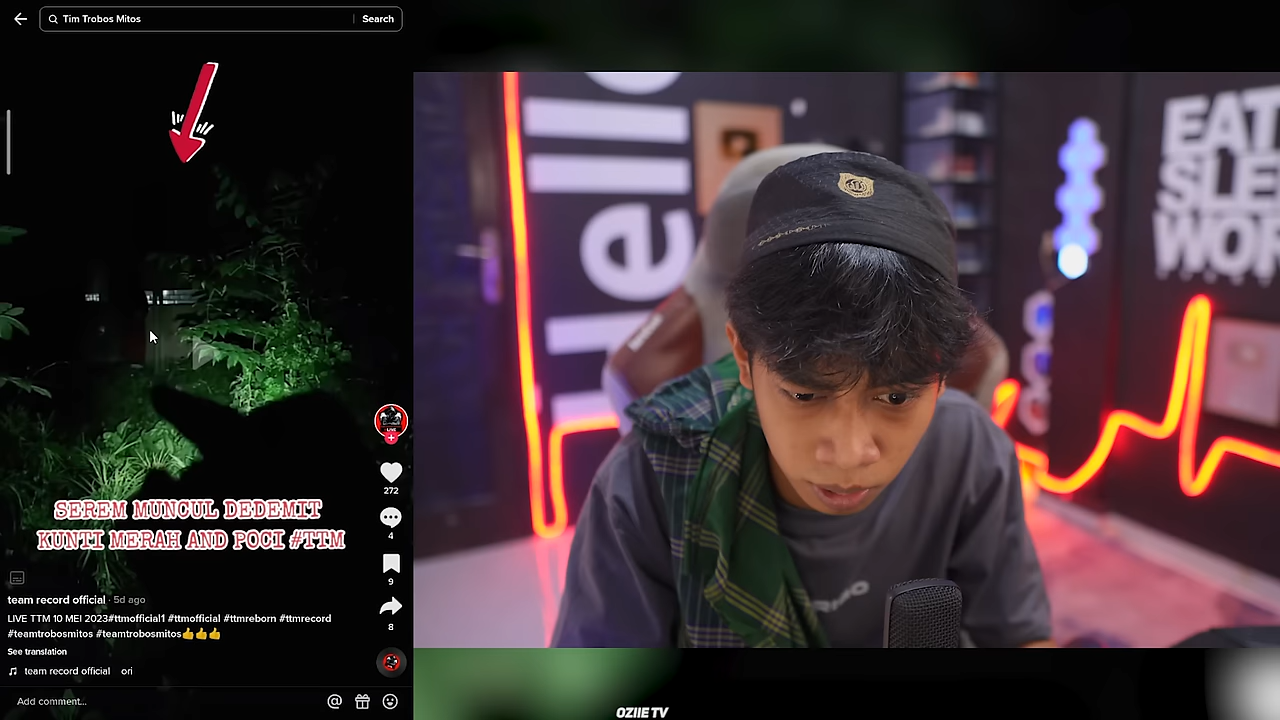 Tim Trobos Mitos
Search
SEREM MUNCUL DEDEMIT
KUNTI MERAH AND POCI #TTM
272
4
9
8
team record official · 5d ago
LIVE TTM 10 MEI 2023#ttmofficial1 #ttmofficial #ttmreborn #ttmrecord
#teamtrobosmitos #teamtrobosmitos👍👍👍
See translation
team record official ori
Add comment...
Hello
EAT
SLE
WOR
OZIIE TV